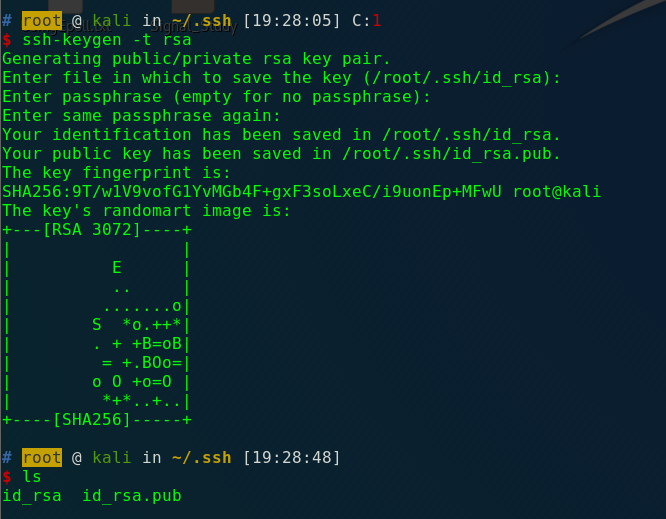 # root @ kali in ~/.ssh [19:28:05] C:1
$ ssh-keygen -t rsa
Generating public/private rsa key pair.
Enter file in which to save the key (/root/.ssh/id_rsa):
Enter passphrase (empty for no passphrase):
Enter same passphrase again:
Your identification has been saved in /root/.ssh/id_rsa.
Your public key has been saved in /root/.ssh/id_rsa.pub.
The key fingerprint is:
SHA256:9T/w1V9vofG1YvMGb4F+gxF3soLxeC/i9uonEp+MFwU root@kali
The key's randomart image is:
+---[RSA 3072]----+
|                 |
|          E      |
|          ..     |
|         .......o|
|        S  *o.++*|
|        . + +B=oB|
|         = +.BOo=|
|        o O +o=O |
|         *+*..+..|
+----[SHA256]-----+
# root @ kali in ~/.ssh [19:28:48]
$ ls
id_rsa  id_rsa.pub